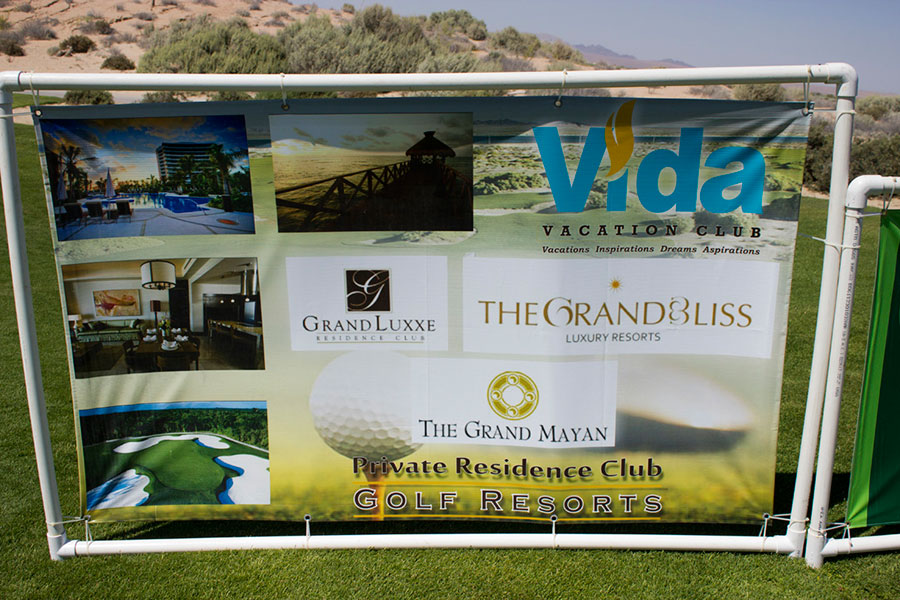 Vida
VACATION CLUB
Vacations Inspirations Dreams Aspirations
G
GRAND LUXXE
RESIDENCE CLUB
THE GRAND BLISS
LUXURY RESORTS
THE GRAND MAYAN
Private Residence Club
GOLF RESORTS